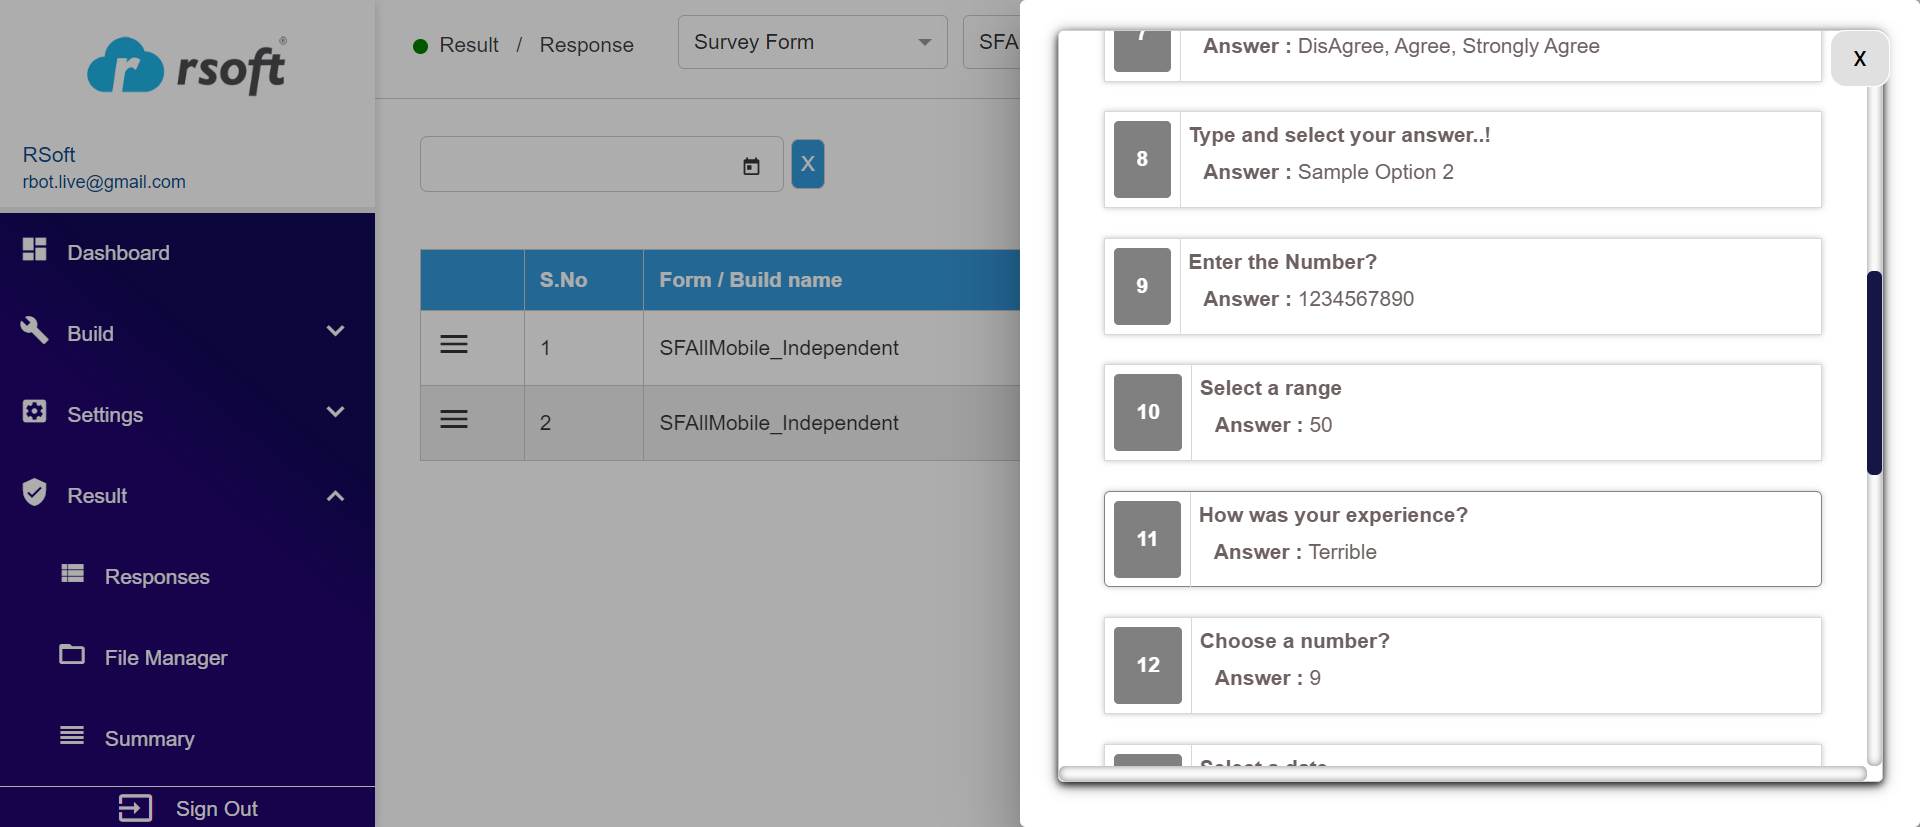 rsoft®
RSoft
rbot.live@gmail.com
Dashboard
Build
Settings
Result
Responses
File Manager
Summary
Sign Out
Result / Response
Survey Form
SFA
X
S.No
Form / Build name
1
SFAllMobile_Independent
2
SFAllMobile_Independent
X
7
Answer : DisAgree, Agree, Strongly Agree
8
Type and select your answer..!
Answer : Sample Option 2
9
Enter the Number?
Answer : 1234567890
10
Select a range
Answer : 50
11
How was your experience?
Answer : Terrible
12
Choose a number?
Answer : 9
Select a date